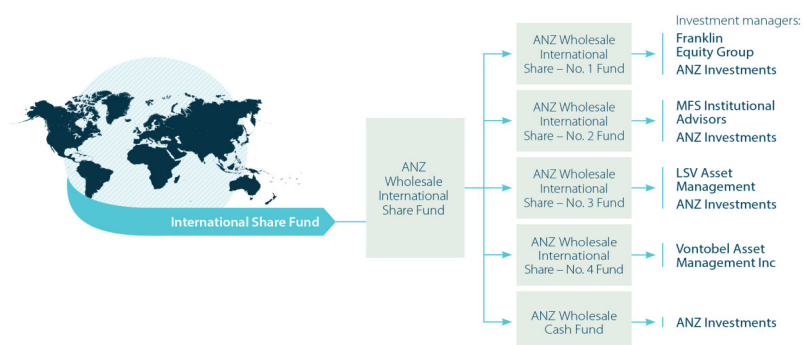 Investment managers:
ANZ Wholesale
International
Share – No. 1 Fund
Franklin
Equity Group
ANZ Investments
ANZ Wholesale
International
Share – No. 2 Fund
MFS Institutional
Advisors
ANZ Investments
International Share Fund
ANZ
Wholesale
International
Share Fund
ANZ Wholesale
International
Share – No. 3 Fund
LSV Asset
Management
ANZ Investments
ANZ Wholesale
International
Share – No. 4 Fund
Vontobel Asset
Management Inc
ANZ Wholesale
Cash Fund
ANZ Investments